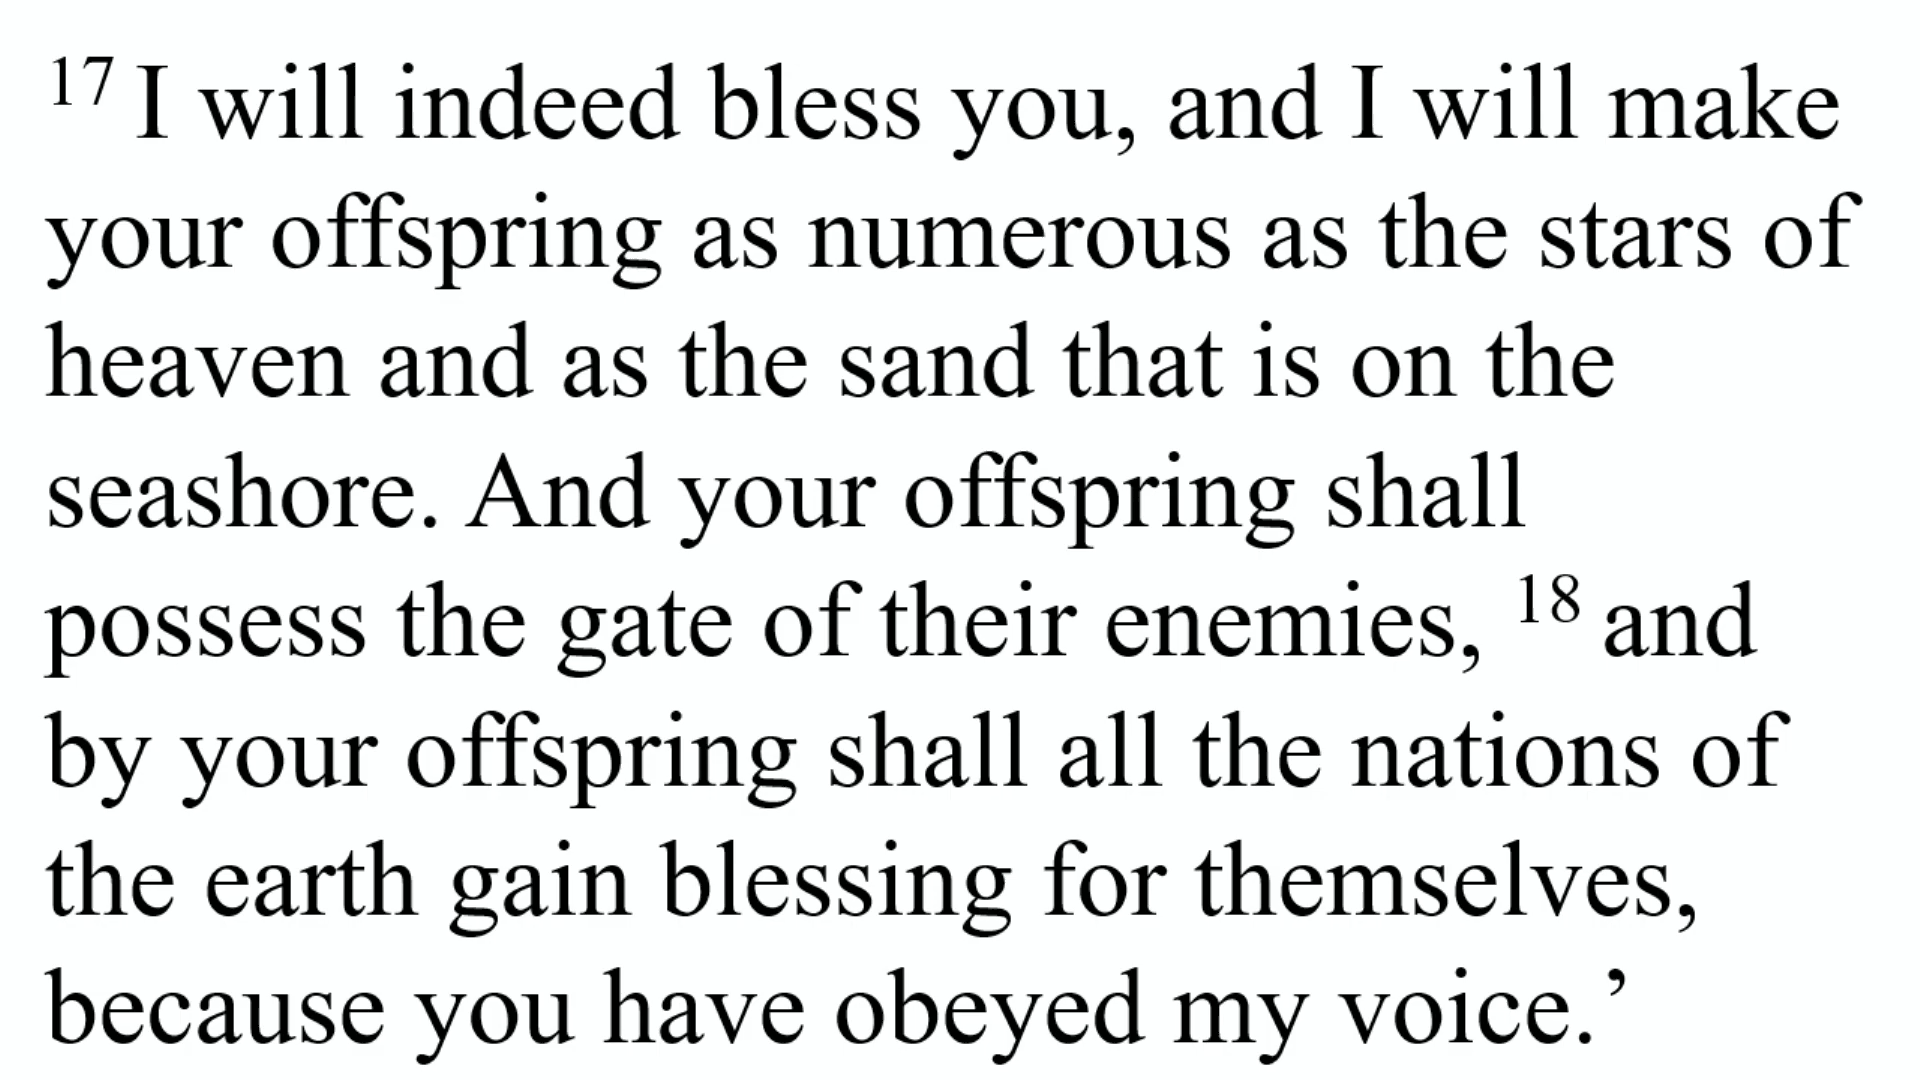 17 I will indeed bless you, and I will make
your offspring as numerous as the stars of
heaven and as the sand that is on the
seashore. And your offspring shall
possess the gate of their enemies, 18 and
by your offspring shall all the nations of
the earth gain blessing for themselves,
because you have obeyed my voice.’